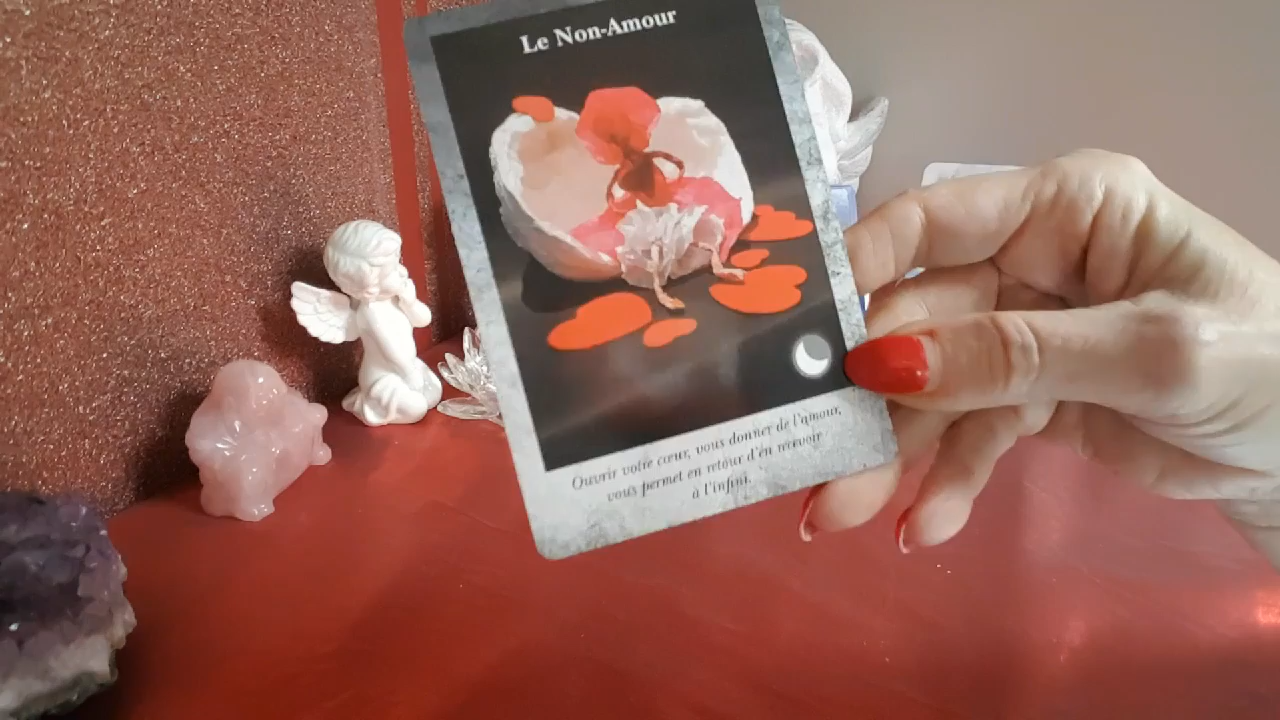 Le Non-Amour
Ouvrir votre cœur, vous donner de l'amour,
vous permet en retour d'en recevoir
à l'infini.